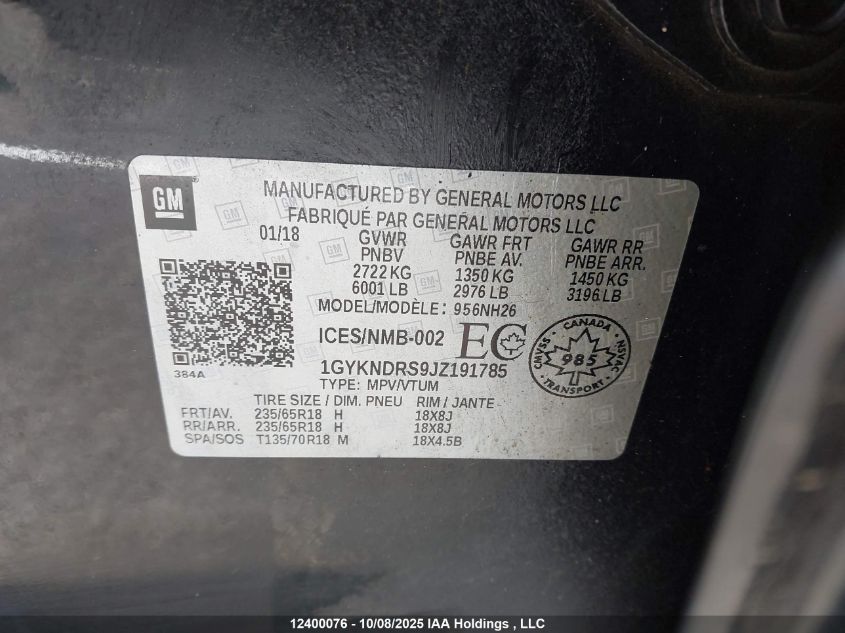 GM
MANUFACTURED BY GENERAL MOTORS LLC
FABRIQUÉ PAR GENERAL MOTORS LLC
01/18 GVWR GAWR FRT GAWR RR
PNBV PNBE AV. PNBE ARR.
2722 KG 1350 KG 1450 KG
6001 LB 2976 LB 3196 LB
MODEL/MODÈLE: 956NH26
ICES/NMB-002 EC
CANADA
CMVSS 985 NSVAC
TRANSPORT
384A
1GYKNDRS9JZ191785
TYPE: MPV/VTUM
TIRE SIZE / DIM. PNEU RIM / JANTE
FRT/AV. 235/65R18 H 18X8J
RR/ARR. 235/65R18 H 18X8J
SPA/SOS T135/70R18 M 18X4.5B
12400076 - 10/08/2025 IAA Holdings , LLC